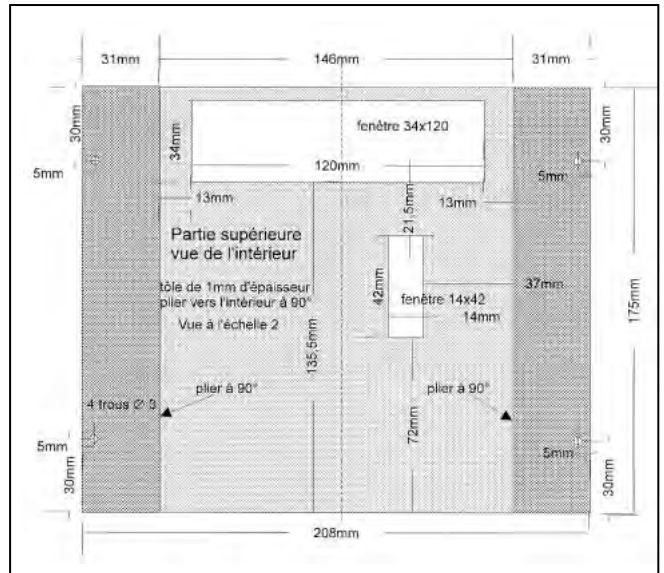 31mm
146mm
31mm
30mm
fenêtre 34x120
30mm
34mm
5mm
120mm
5mm
13mm
21,5mm
13mm
Partie supérieure
vue de l'intérieur
tôle de 1mm d'épaisseur
plier vers l'intérieur à 90°
Vue à l'échelle 2
42mm
fenêtre 14x42
14mm
37mm
175mm
135,5mm
plier à 90°
plier à 90°
4 trous Ø 3
72mm
5mm
5mm
30mm
30mm
208mm